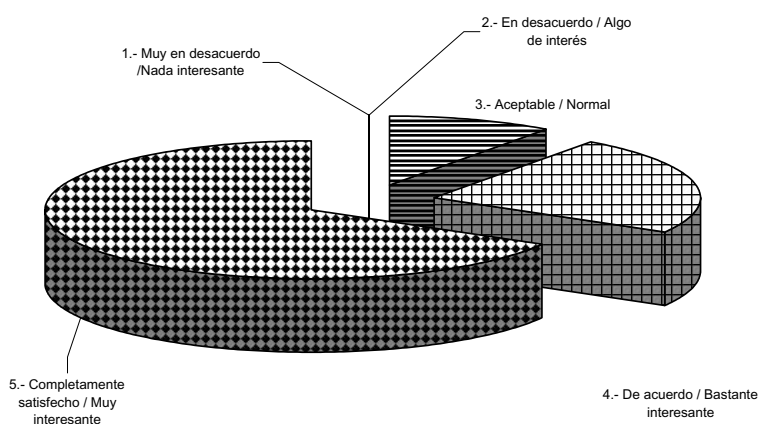 2.- En desacuerdo / Algo
de interés
1.- Muy en desacuerdo
/Nada interesante
3.- Aceptable / Normal
5.- Completamente
satisfecho / Muy
interesante
4.- De acuerdo / Bastante
interesante